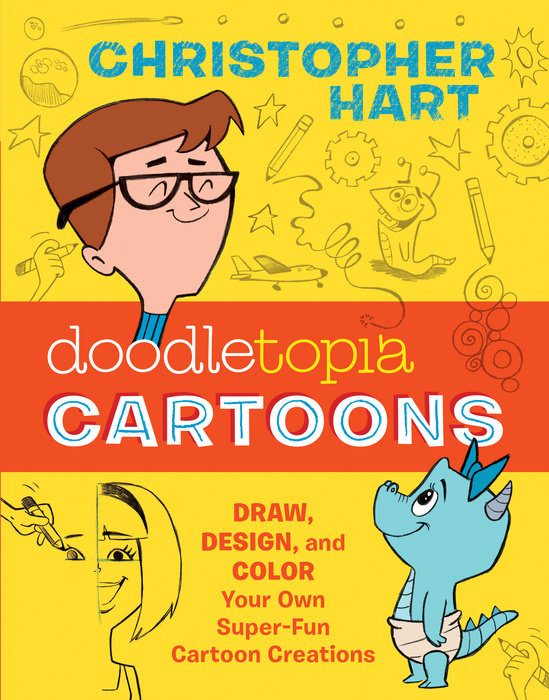 CHRISTOPHER
HART
doodletopia
CARTOONS
DRAW,
DESIGN, and
COLOR
Your Own
Super-Fun
Cartoon Creations